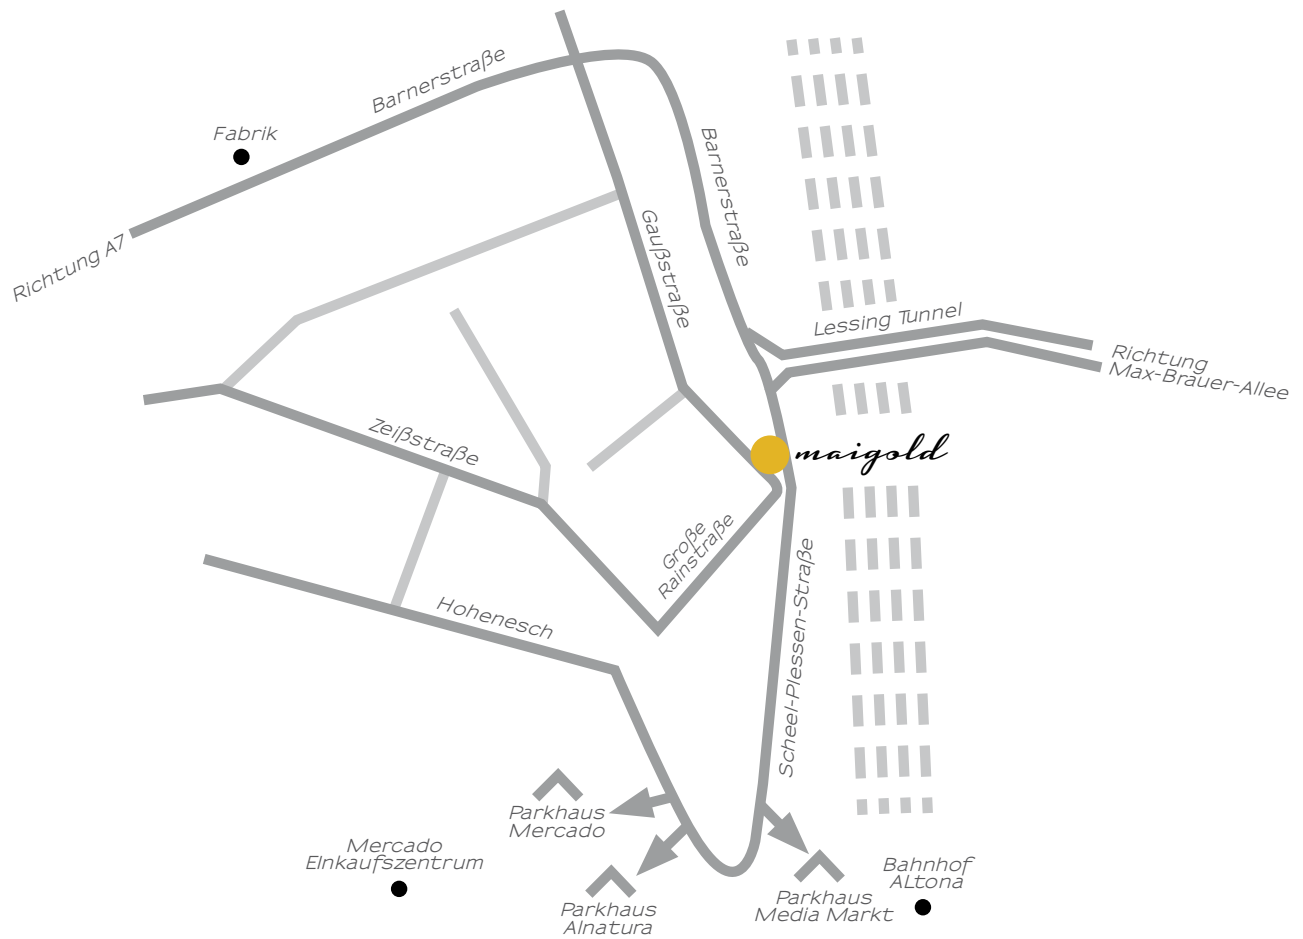 Barnerstraße
Fabrik
Barnerstraße
Richtung A7
Gaußstraße
Lessing Tunnel
Richtung
Max-Brauer-Allee
Zeißstraße
maigold
Große
Rainstraße
Hohenesch
Scheel-Plessen-Straße
Parkhaus
Mercado
Mercado
EInkaufszentrum
Bahnhof
ALtona
Parkhaus
Media Markt
Parkhaus
Alnatura